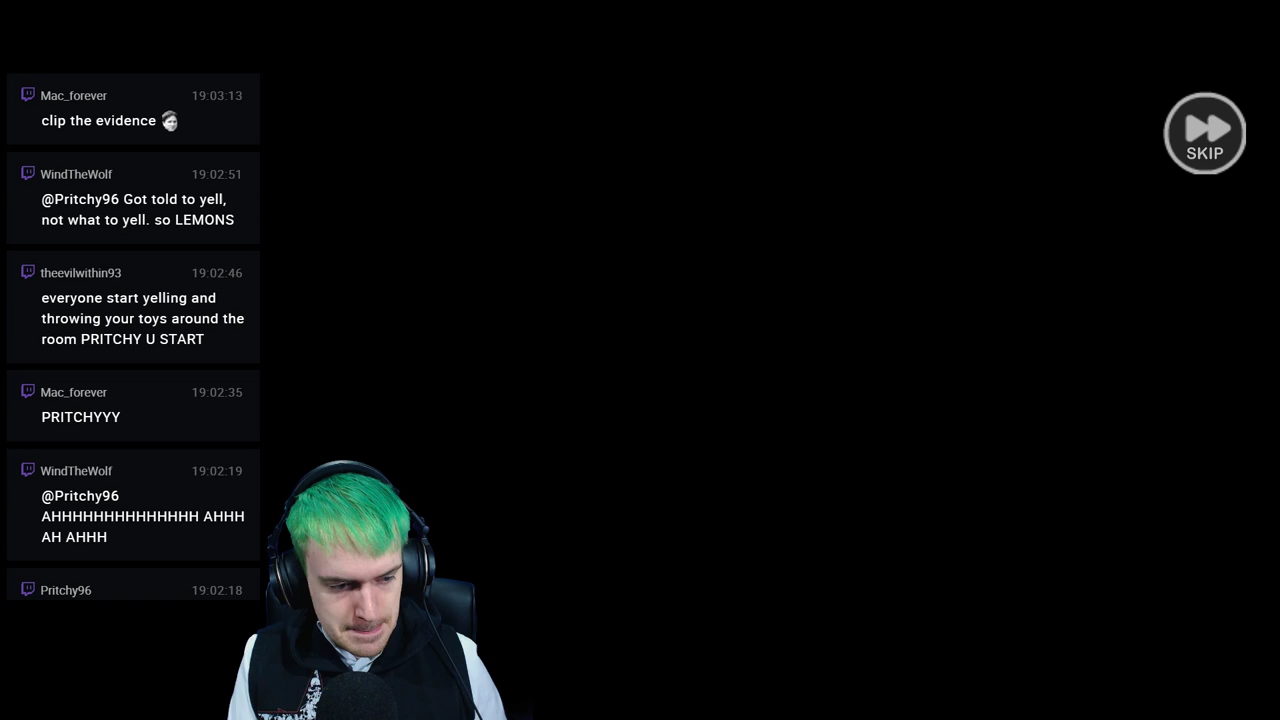 Mac_forever 19:03:13
clip the evidence
WindTheWolf 19:02:51
@Pritchy96 Got told to yell,
not what to yell. so LEMONS
theevilwithin93 19:02:46
everyone start yelling and
throwing your toys around the
room PRITCHY U START
Mac_forever 19:02:35
PRITCHYYY
WindTheWolf 19:02:19
@Pritchy96
AHHHHHHHHHHHHHH AHHH
AH AHHH
Pritchy96 19:02:18
SKIP